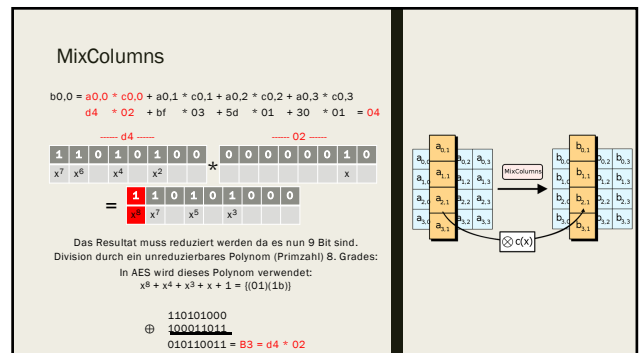 MixColumns
b0,0 = a0,0 * c0,0 + a0,1 * c0,1 + a0,2 * c0,2 + a0,3 * c0,3
d4 * 02 + bf * 03 + 5d * 01 + 30 * 01 = 04
------ d4 ------ ------ 02 ------
1 1 0 1 0 1 0 0 * 0 0 0 0 0 0 1 0
x⁷ x⁶ x⁴ x² x
= 1 1 0 1 0 1 0 0 0
x⁸ x⁷ x⁵ x³
Das Resultat muss reduziert werden da es nun 9 Bit sind.
Division durch ein unreduzierbares Polynom (Primzahl) 8. Grades:
In AES wird dieses Polynom verwendet:
x⁸ + x⁴ + x³ + x + 1 = {(01)(1b)}
110101000
⊕ 100011011
010110011 = B3 = d4 * 02
a0,1 b0,1
a0,0 a0,2 a0,3 MixColumns b0,0 b0,2 b0,3
a1,1 b1,1
a1,0 a1,2 a1,3 b1,0 b1,2 b1,3
a2,0 a2,1 a2,2 a2,3 b2,0 b2,1 b2,2 b2,3
a3,0 a3,2 a3,3 b3,0 b3,2 b3,3
a3,1 b3,1
⊗ c(x)